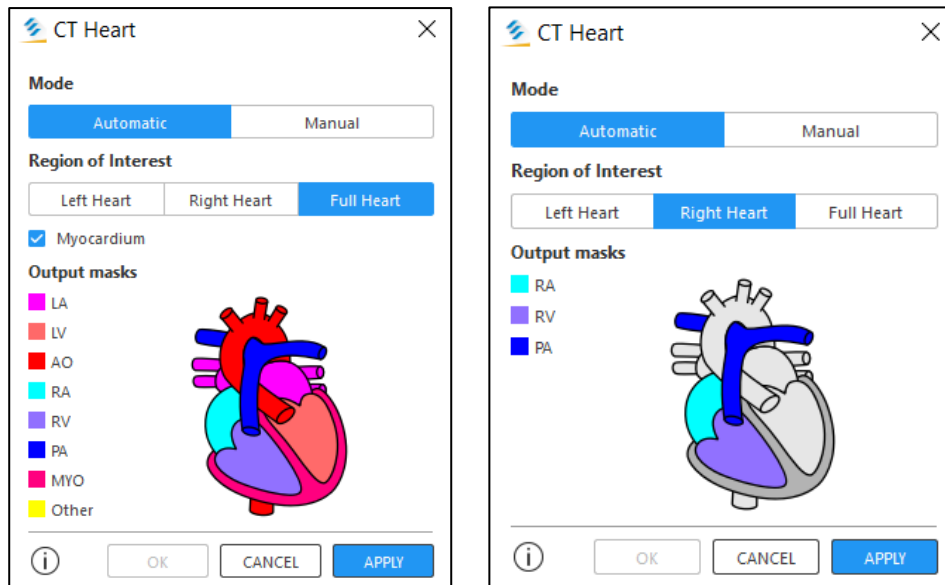 CT Heart
Mode
Automatic Manual
Region of Interest
Left Heart Right Heart Full Heart
Myocardium
Output masks
LA
LV
AO
RA
RV
PA
MYO
Other
OK CANCEL APPLY
CT Heart
Mode
Automatic Manual
Region of Interest
Left Heart Right Heart Full Heart
Output masks
RA
RV
PA
OK CANCEL APPLY